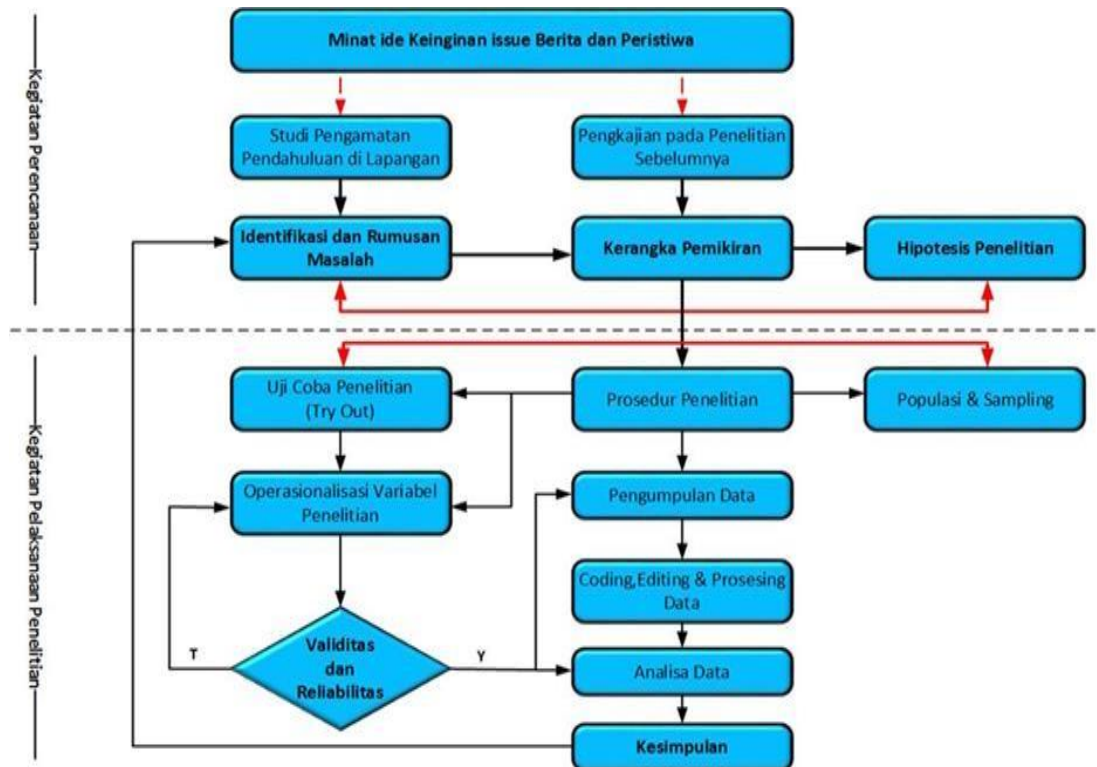 Kegiatan Perencanaan
Minat ide Keinginan issue Berita dan Peristiwa
Studi Pengamatan
Pendahuluan di Lapangan
Pengkajian pada Penelitian
Sebelumnya
Identifikasi dan Rumusan
Masalah
Kerangka Pemikiran
Hipotesis Penelitian
Kegiatan Pelaksanaan Penelitian
Uji Coba Penelitian
(Try Out)
Prosedur Penelitian
Populasi & Sampling
Operasionalisasi Variabel
Penelitian
Pengumpulan Data
Coding,Editing & Prosesing
Data
Validitas
dan
Reliabilitas
T
Y
Analisa Data
Kesimpulan